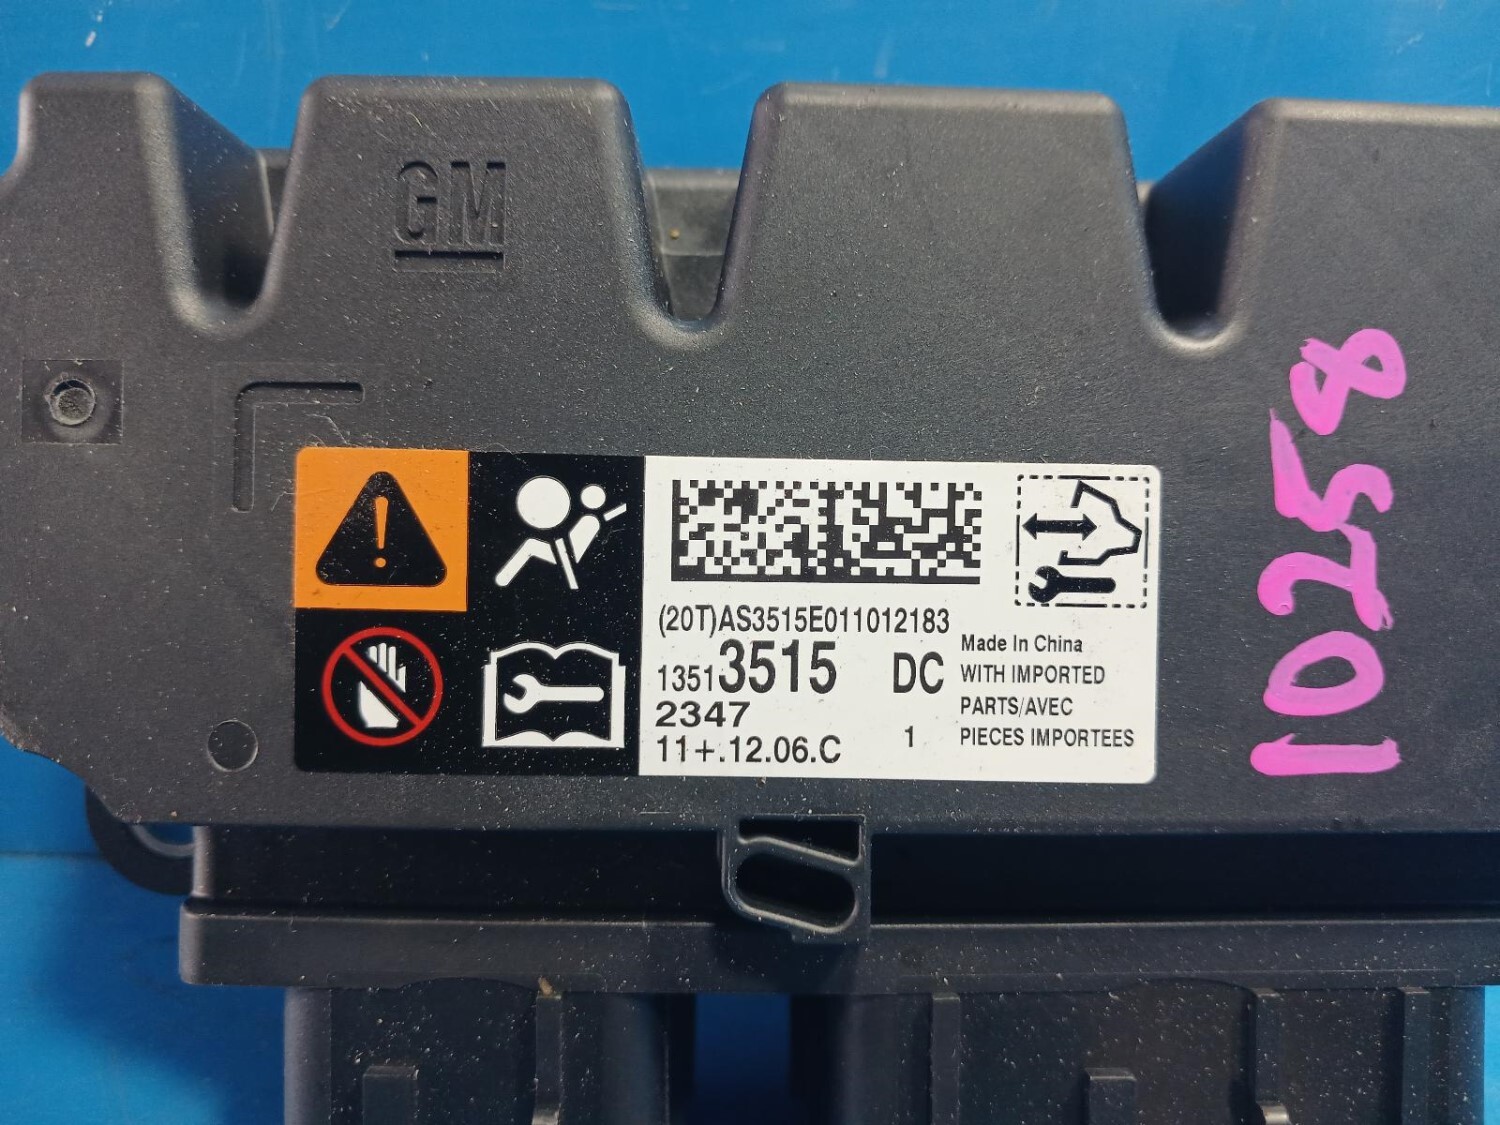 GM
(20T)AS3515E011012183
13513515 DC
2347
11+.12.06.C 1
Made In China
WITH IMPORTED
PARTS/AVEC
PIECES IMPORTEES
10258